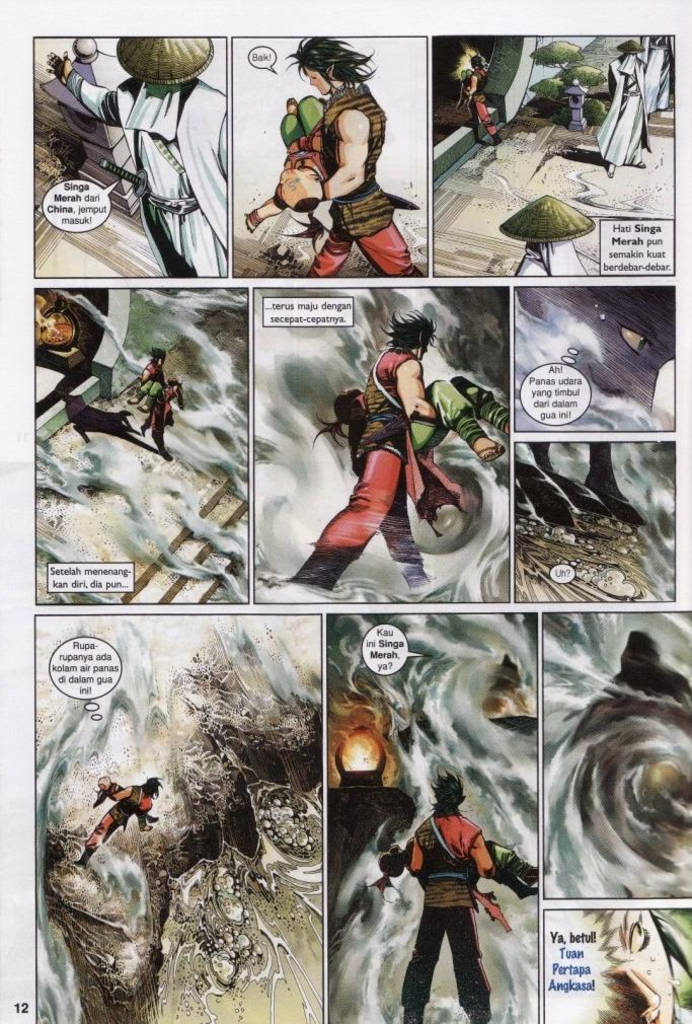 Singa
Merah dari
China, jemput
masuk!
Baik!
Hati Singa
Merah pun
semakin kuat
berdebar-debar.
Setelah menenang-
kan diri, dia pun...
...terus maju dengan
secepat-cepatnya.
Ah!
Panas udara
yang timbul
dari dalam
gua ini!
Uh?
Rupa-
rupanya ada
kolam air panas
di dalam gua
ini!
Kau
ini Singa
Merah,
ya?
Ya, betul!
Tuan
Pertapa
Angkasa!
12